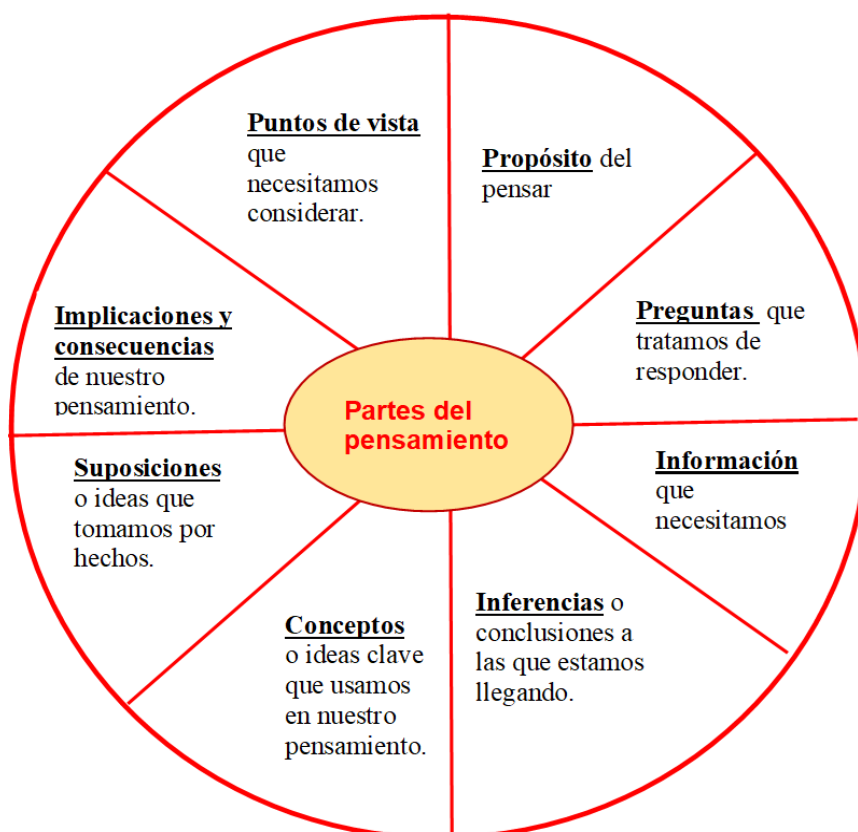 Puntos de vista
que
necesitamos
considerar.
Propósito del
pensar
Preguntas que
tratamos de
responder.
Información
que
necesitamos
Inferencias o
conclusiones a
las que estamos
llegando.
Conceptos
o ideas clave
que usamos
en nuestro
pensamiento.
Suposiciones
o ideas que
tomamos por
hechos.
Implicaciones y
consecuencias
de nuestro
pensamiento.
Partes del
pensamiento